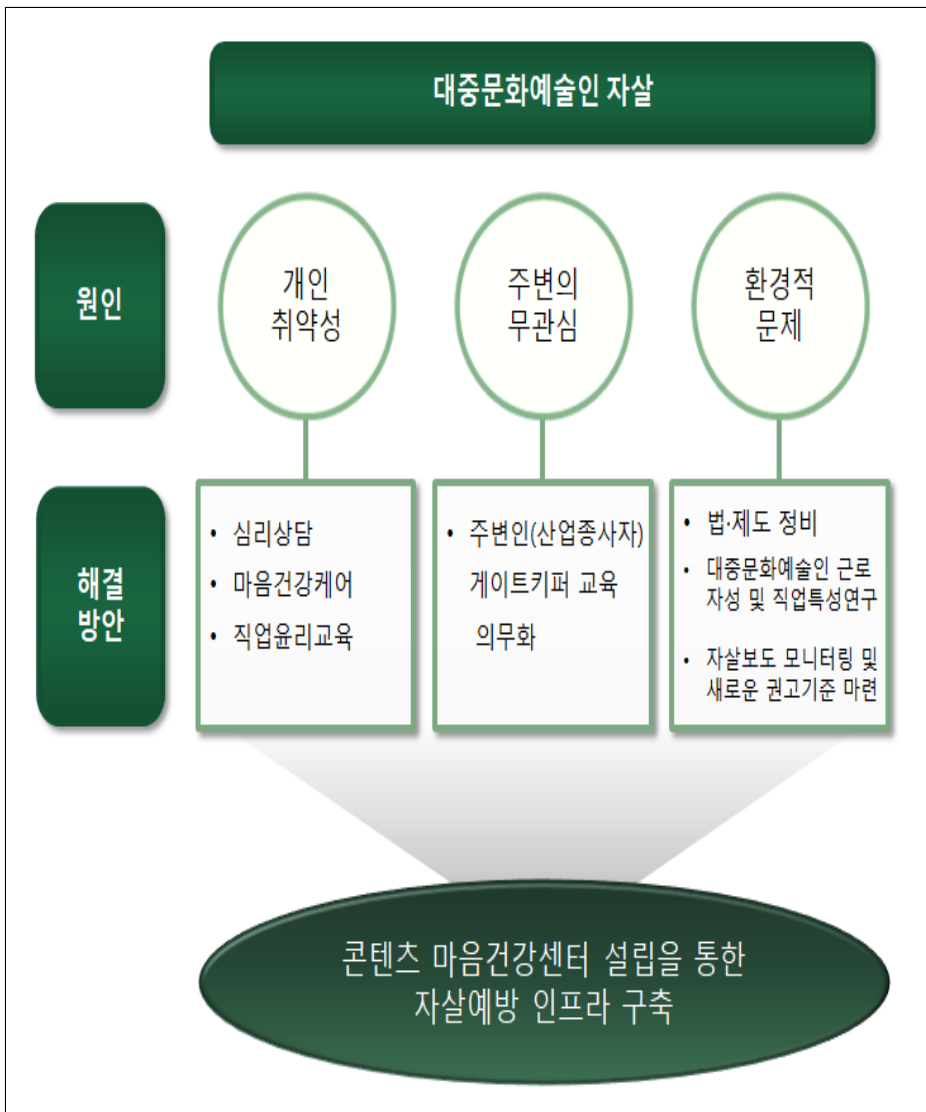 대중문화예술인 자살
원인
개인
취약성
주변의
무관심
환경적
문제
해결
방안
• 심리상담
• 마음건강케어
• 직업윤리교육
• 주변인(산업종사자)
게이트키퍼 교육
의무화
• 법·제도 정비
• 대중문화예술인 근로
자성 및 직업특성연구
• 자살보도 모니터링 및
새로운 권고기준 마련
콘텐츠 마음건강센터 설립을 통한
자살예방 인프라 구축